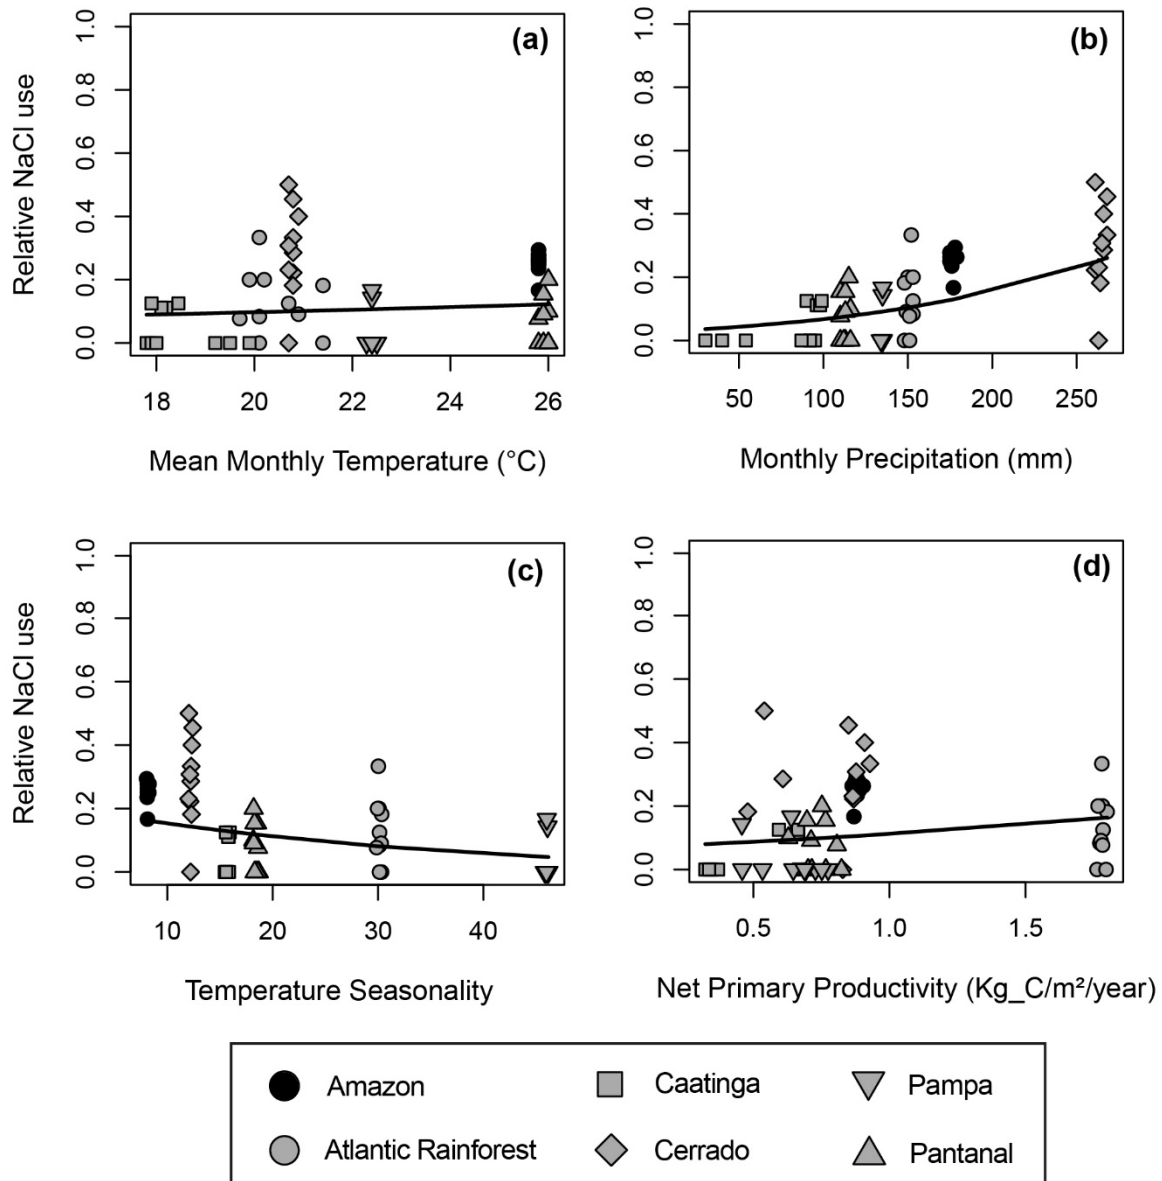 (a)
Relative NaCl use
1.0
0.8
0.6
0.4
0.2
0.0
18 20 22 24 26
Mean Monthly Temperature (°C)
(b)
1.0
0.8
0.6
0.4
0.2
0.0
50 100 150 200 250
Monthly Precipitation (mm)
(c)
Relative NaCl use
1.0
0.8
0.6
0.4
0.2
0.0
10 20 30 40
Temperature Seasonality
(d)
1.0
0.8
0.6
0.4
0.2
0.0
0.5 1.0 1.5
Net Primary Productivity (Kg_C/m²/year)
Amazon Caatinga Pampa
Atlantic Rainforest Cerrado Pantanal